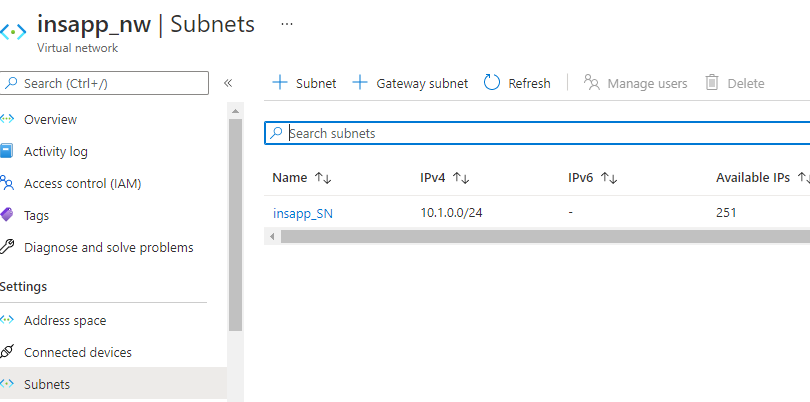 insapp_nw | Subnets ...
Virtual network
Search (Ctrl+/)
«
Overview
Activity log
Access control (IAM)
Tags
Diagnose and solve problems
Settings
Address space
Connected devices
Subnets
+ Subnet + Gateway subnet Refresh Manage users Delete
Search subnets
Name ↑↓ IPv4 ↑↓ IPv6 ↑↓ Available IPs ↑↓
insapp_SN 10.1.0.0/24 - 251